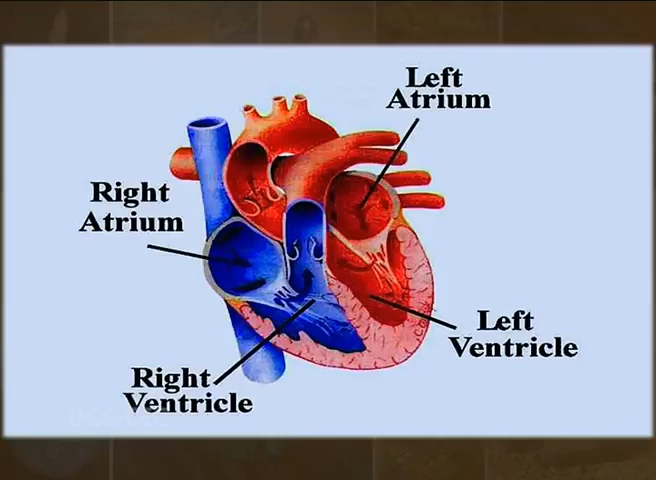 Left
Atrium
Right
Atrium
Left
Ventricle
Right
Ventricle